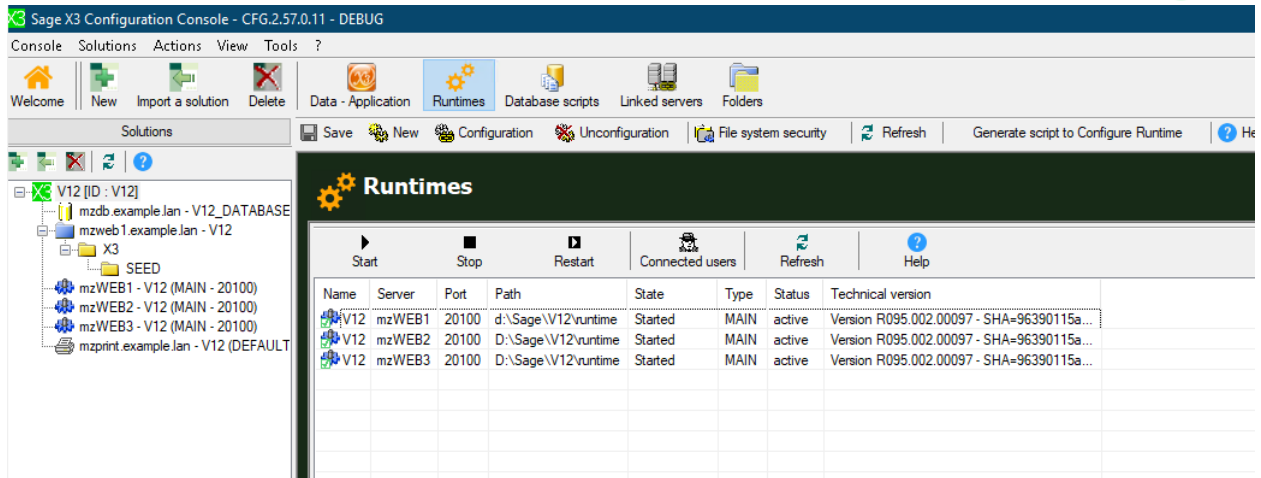 Sage X3 Configuration Console - CFG.2.57.0.11 - DEBUG
Console Solutions Actions View Tools ?
Welcome New Import a solution Delete Data - Application Runtimes Database scripts Linked servers Folders
Solutions Save New Configuration Unconfiguration File system security Refresh Generate script to Configure Runtime He
V12 [ID : V12]
mzdb.example.lan - V12_DATABASE
mzweb1.example.lan - V12
X3
SEED
mzWEB1 - V12 (MAIN - 20100)
mzWEB2 - V12 (MAIN - 20100)
mzWEB3 - V12 (MAIN - 20100)
mzprint.example.lan - V12 (DEFAULT
Runtimes
Start Stop Restart Connected users Refresh Help
Name Server Port Path State Type Status Technical version
V12 mzWEB1 20100 d:\Sage\V12\runtime Started MAIN active Version R095.002.00097 - SHA=96390115a...
V12 mzWEB2 20100 D:\Sage\V12\runtime Started MAIN active Version R095.002.00097 - SHA=96390115a...
V12 mzWEB3 20100 D:\Sage\V12\runtime Started MAIN active Version R095.002.00097 - SHA=96390115a...